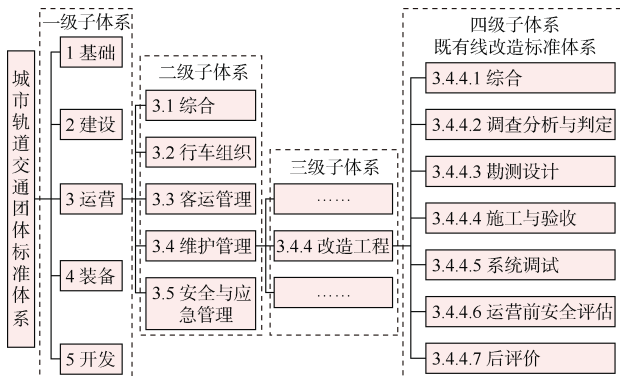 城市轨道交通团体标准体系
一级子体系
1 基础
2 建设
3 运营
4 装备
5 开发
二级子体系
3.1 综合
3.2 行车组织
3.3 客运管理
3.4 维护管理
3.5 安全与应
急管理
三级子体系
……
3.4.4 改造工程
……
四级子体系
既有线改造标准体系
3.4.4.1 综合
3.4.4.2 调查分析与判定
3.4.4.3 勘测设计
3.4.4.4 施工与验收
3.4.4.5 系统调试
3.4.4.6 运营前安全评估
3.4.4.7 后评价